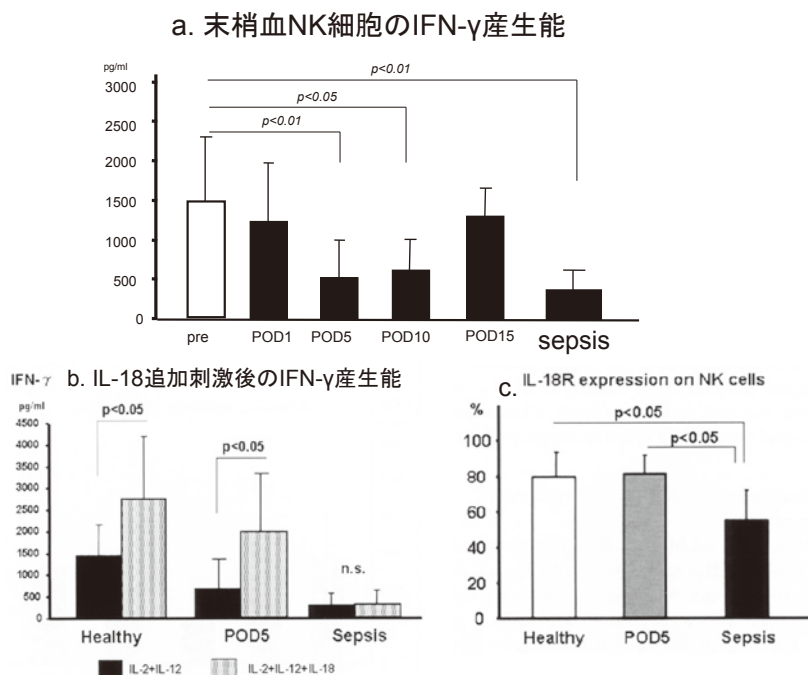 a. 末梢血NK細胞のIFN-γ産生能
pg/ml
p<0.01
3000
p<0.05
2500
p<0.01
2000
1500
1000
500
0
pre POD1 POD5 POD10 POD15 sepsis
IFN-γ b. IL-18追加刺激後のIFN-γ産生能
pg/ml
p<0.05
4500
4000
p<0.05
3500
3000
2500
2000
1500
n.s.
1000
500
0
Healthy POD5 Sepsis
IL-2+IL-12 IL-2+IL-12+IL-18
c. IL-18R expression on NK cells
%
p<0.05
100
p<0.05
80
60
40
20
0
Healthy POD5 Sepsis